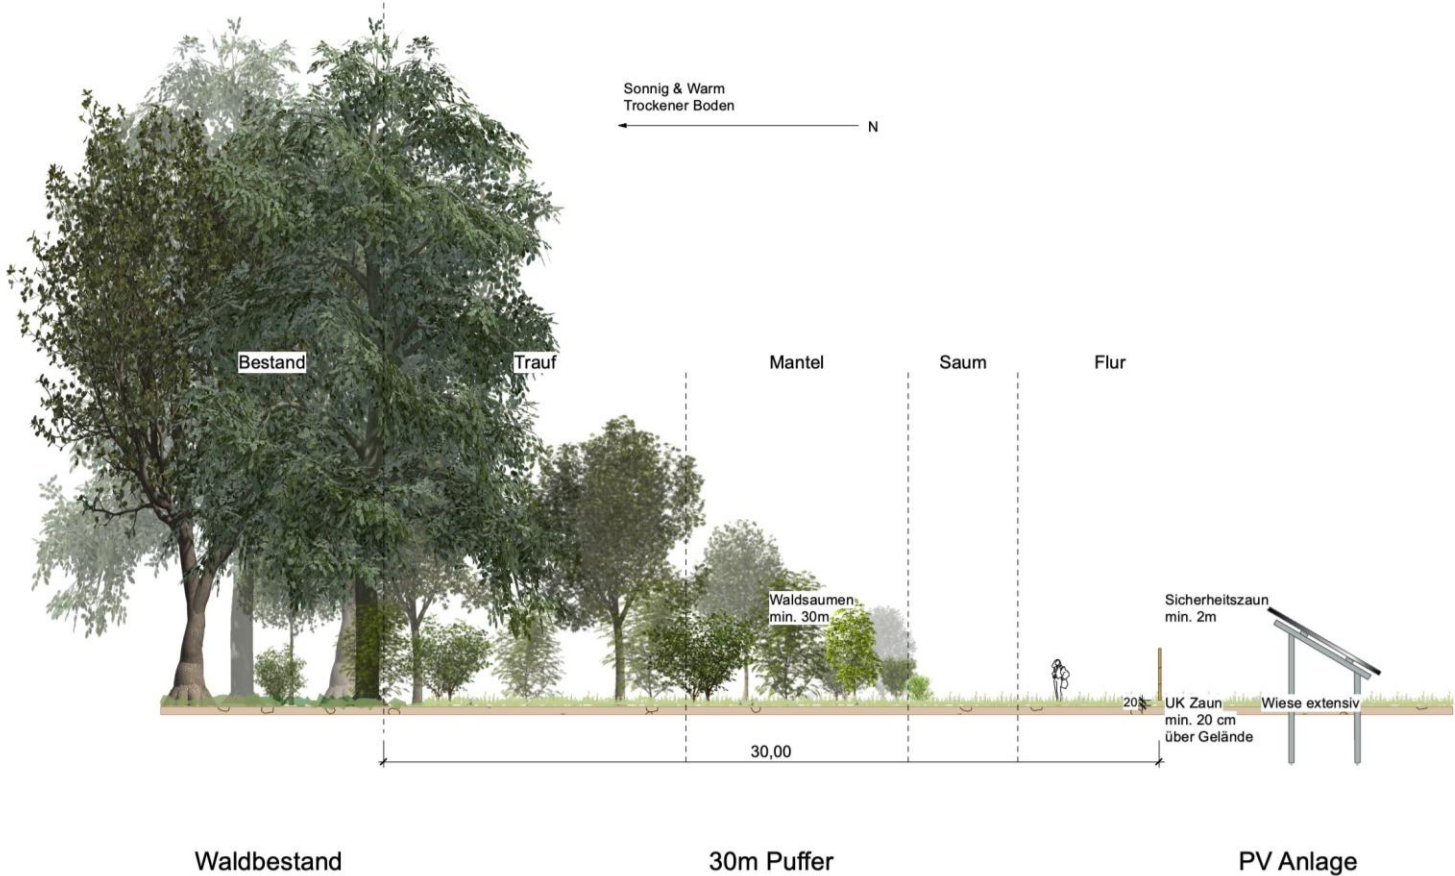 Sonnig & Warm
Trockener Boden
N
Bestand
Trauf
Mantel
Saum
Flur
Waldsaumen
min. 30m
Sicherheitszaun
min. 2m
20
UK Zaun
min. 20 cm
über Gelände
Wiese extensiv
30,00
Waldbestand
30m Puffer
PV Anlage